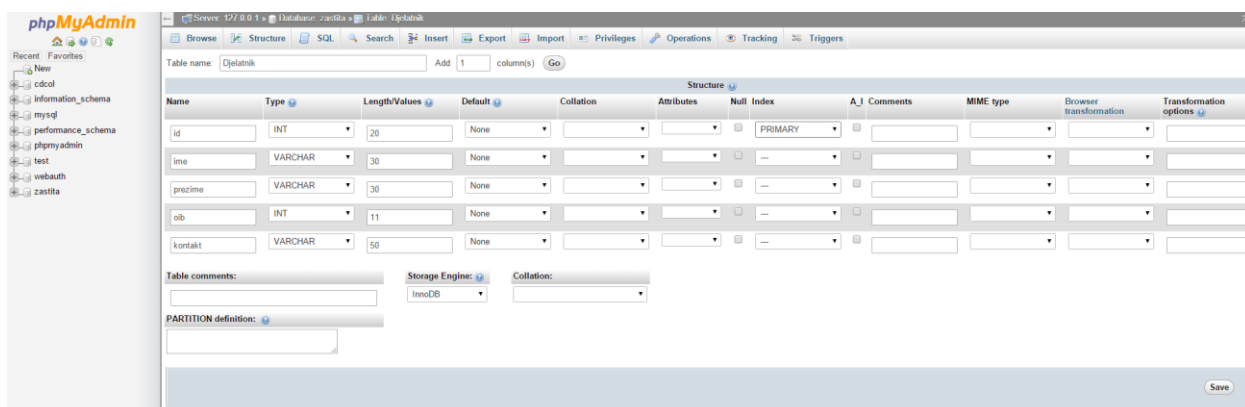 phpMyAdmin
Recent Favorites
New
cdcol
information_schema
mysql
performance_schema
phpmyadmin
test
webauth
zastita
Server: 127.0.0.1 » Database: zastita » Table: Djelatnik
Browse Structure SQL Search Insert Export Import Privileges Operations Tracking Triggers
Table name: Djelatnik Add 1 column(s) Go
Structure
Name Type Length/Values Default Collation Attributes Null Index A_I Comments MIME type Browser transformation Transformation options
id INT 20 None PRIMARY
ime VARCHAR 30 None ---
prezime VARCHAR 30 None ---
oib INT 11 None ---
kontakt VARCHAR 50 None ---
Table comments: Storage Engine: Collation:
InnoDB
PARTITION definition:
Save